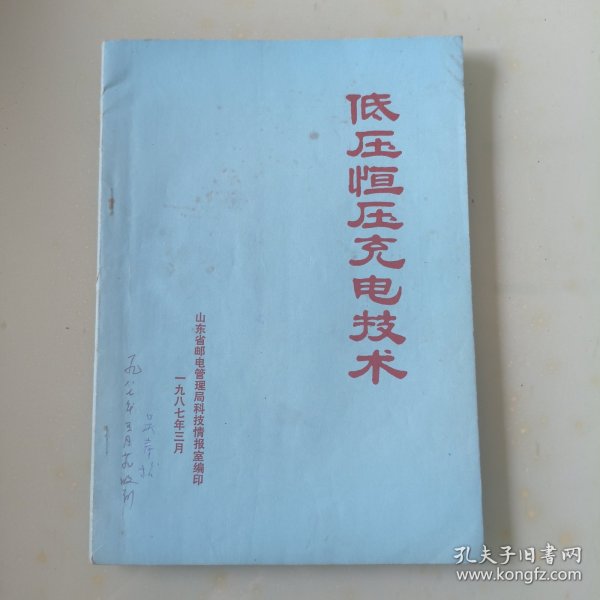 低压恒压充电技术
山东省邮电管理局科技情报室编印
一九八七年三月
孔夫子旧书网
www.kongfz.com